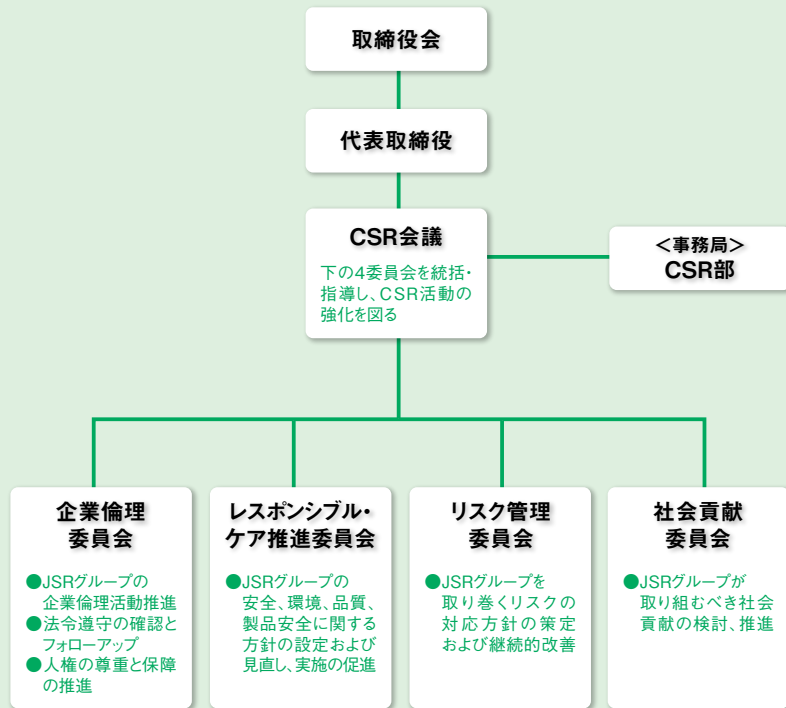 取締役会
代表取締役
CSR会議
下の4委員会を統括・
指導し、CSR活動の
強化を図る
＜事務局＞
CSR部
企業倫理
委員会
●JSRグループの
企業倫理活動推進
●法令遵守の確認と
フォローアップ
●人権の尊重と保障
の推進
レスポンシブル・
ケア推進委員会
●JSRグループの
安全、環境、品質、
製品安全に関する
方針の設定および
見直し、実施の促進
リスク管理
委員会
●JSRグループを
取り巻くリスクの
対応方針の策定
および継続的改善
社会貢献
委員会
●JSRグループが
取り組むべき社会
貢献の検討、推進